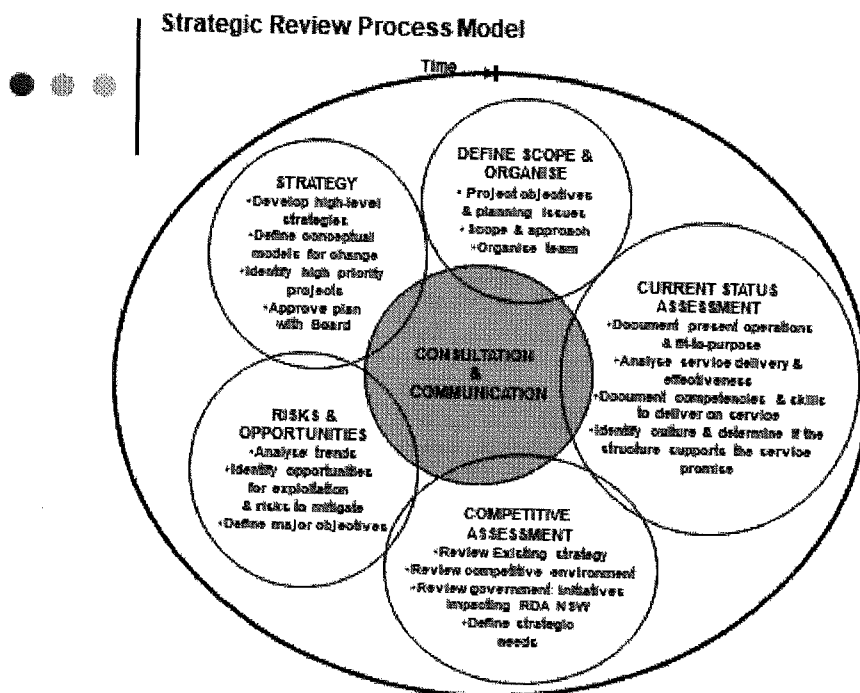 Strategic Review Process Model
Time
DEFINE SCOPE &
ORGANISE
•Project objectives
& planning issues
•Scope & approach
•Organise team
CURRENT STATUS
ASSESSMENT
•Document present operations
& fit-to-purpose
•Analyse service delivery &
effectiveness
•Document competencies & skills
to deliver on service
•Identify culture & determine if the
structure supports the service
promise
COMPETITIVE
ASSESSMENT
•Review Existing strategy
•Review competitive environment
•Review government initiatives
impacting RDA NSW
•Define strategic
needs
RISKS &
OPPORTUNITIES
•Analyse trends
•Identify opportunities
for exploitation
& risks to mitigate
•Define major objectives
STRATEGY
•Develop high-level
strategies
•Define conceptual
models for change
•Identify high priority
projects
•Approve plan
with Board
CONSULTATION
&
COMMUNICATION